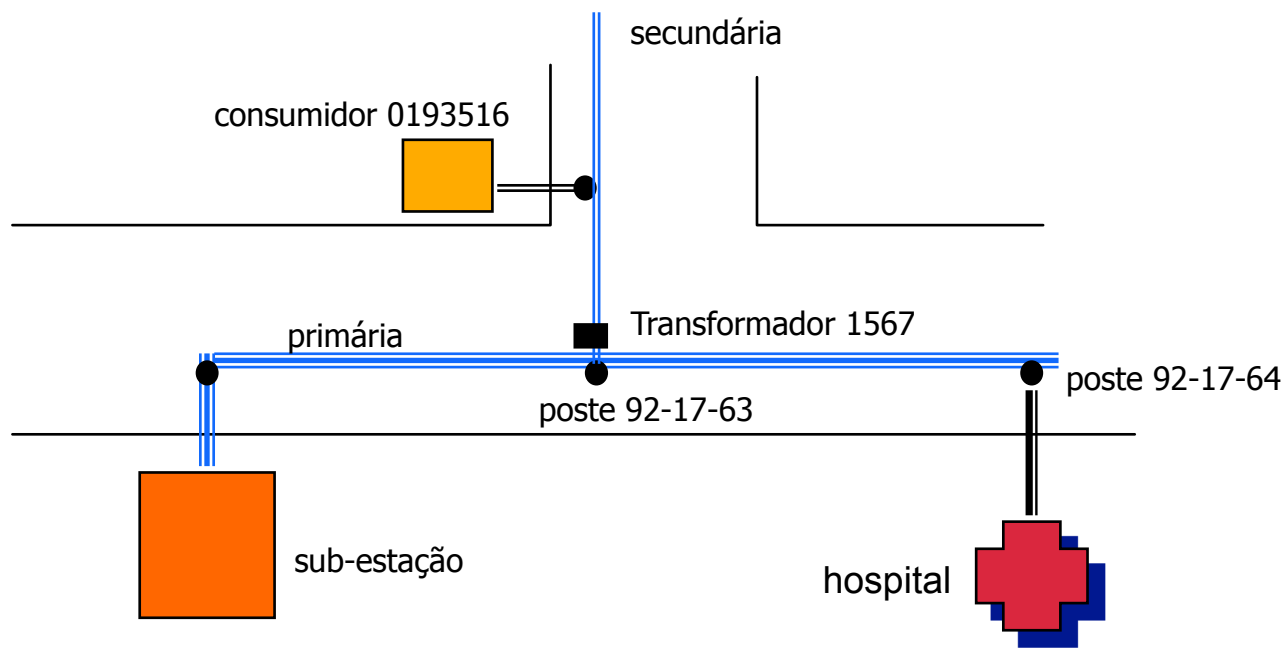 secundária
consumidor 0193516
Transformador 1567
primária
poste 92-17-64
poste 92-17-63
sub-estação
hospital